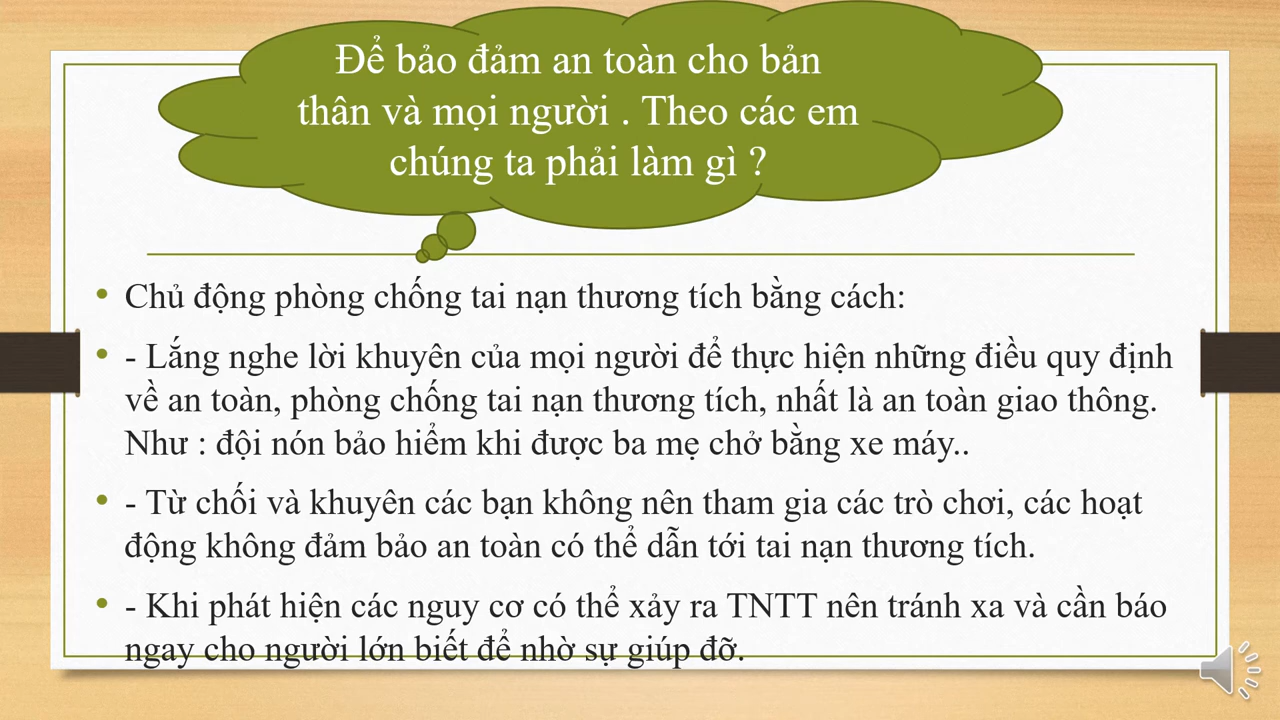 Để bảo đảm an toàn cho bản
thân và mọi người . Theo các em
chúng ta phải làm gì ?
• Chủ động phòng chống tai nạn thương tích bằng cách:
• - Lắng nghe lời khuyên của mọi người để thực hiện những điều quy định
về an toàn, phòng chống tai nạn thương tích, nhất là an toàn giao thông.
Như : đội nón bảo hiểm khi được ba mẹ chở bằng xe máy..
• - Từ chối và khuyên các bạn không nên tham gia các trò chơi, các hoạt
động không đảm bảo an toàn có thể dẫn tới tai nạn thương tích.
• - Khi phát hiện các nguy cơ có thể xảy ra TNTT nên tránh xa và cần báo
ngay cho người lớn biết để nhờ sự giúp đỡ.